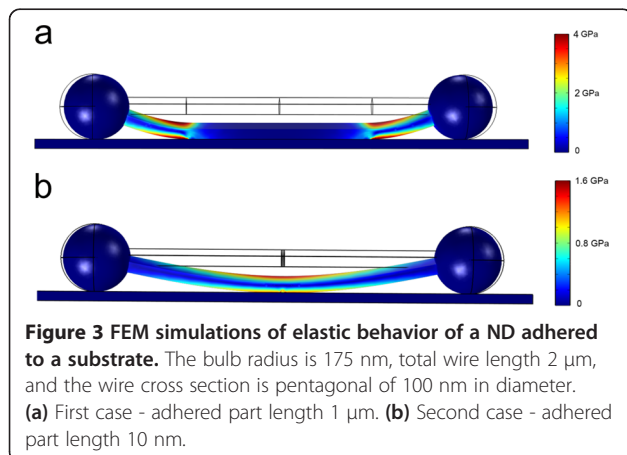 a
4 GPa
2 GPa
0
b
1.6 GPa
0.8 GPa
0
Figure 3 FEM simulations of elastic behavior of a ND adhered
to a substrate. The bulb radius is 175 nm, total wire length 2 μm,
and the wire cross section is pentagonal of 100 nm in diameter.
(a) First case - adhered part length 1 μm. (b) Second case - adhered
part length 10 nm.